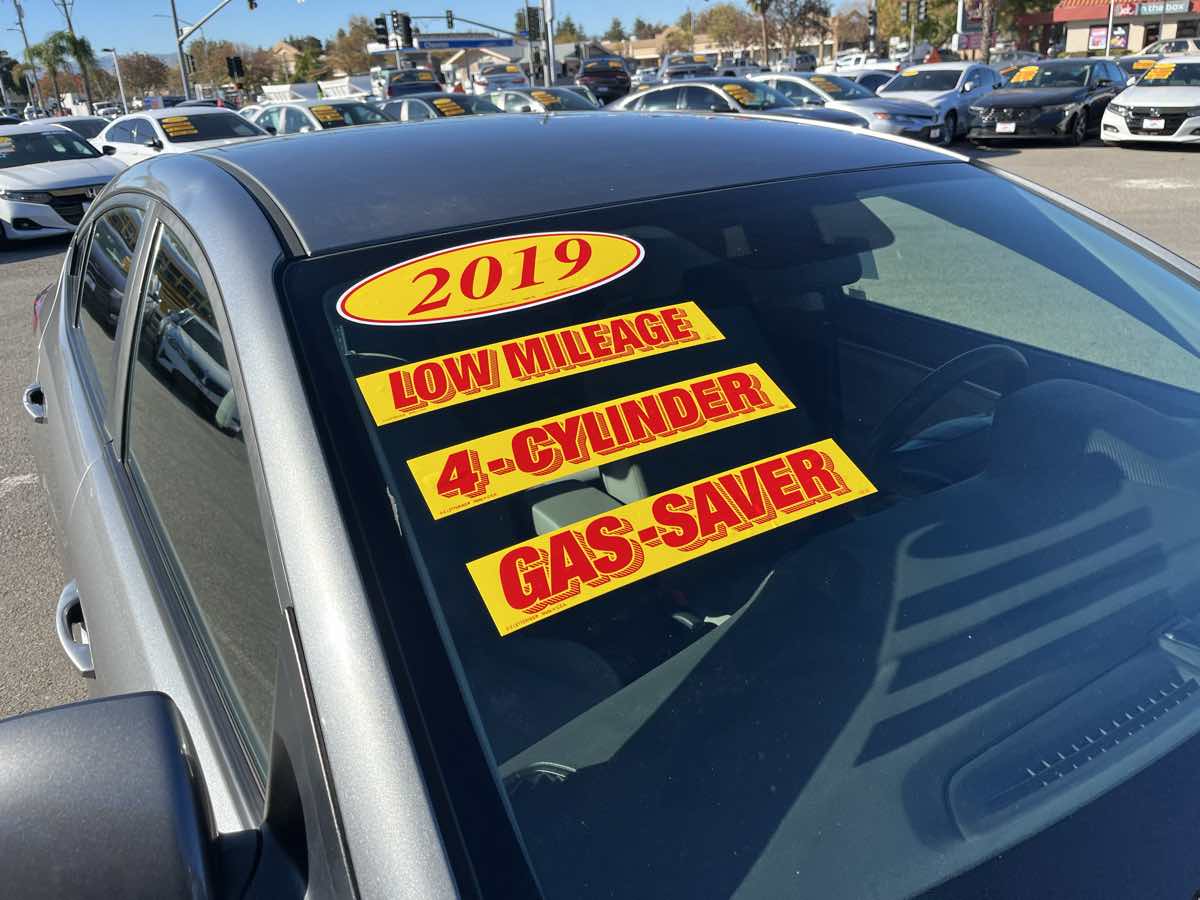 2019
LOW MILEAGE
4-CYLINDER
GAS-SAVER